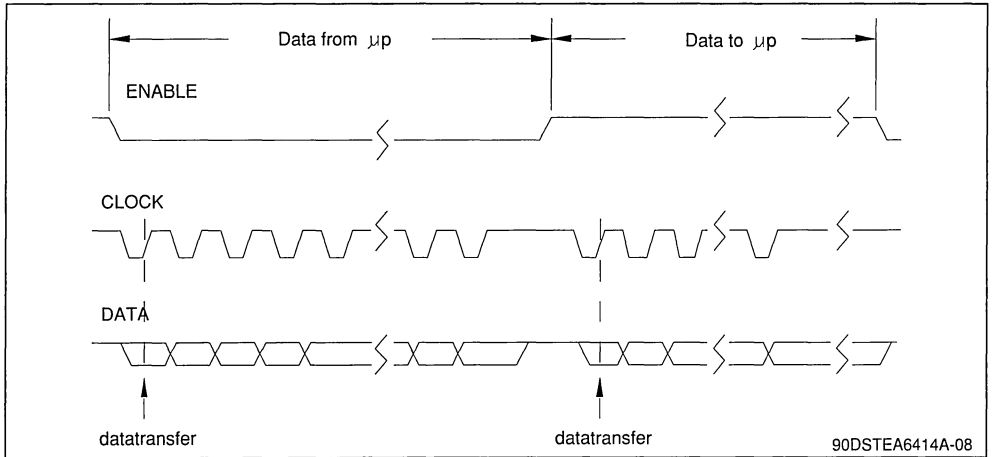 Data from μp
Data to μp
ENABLE
CLOCK
DATA
datatransfer
datatransfer
90DSTEA6414A-08